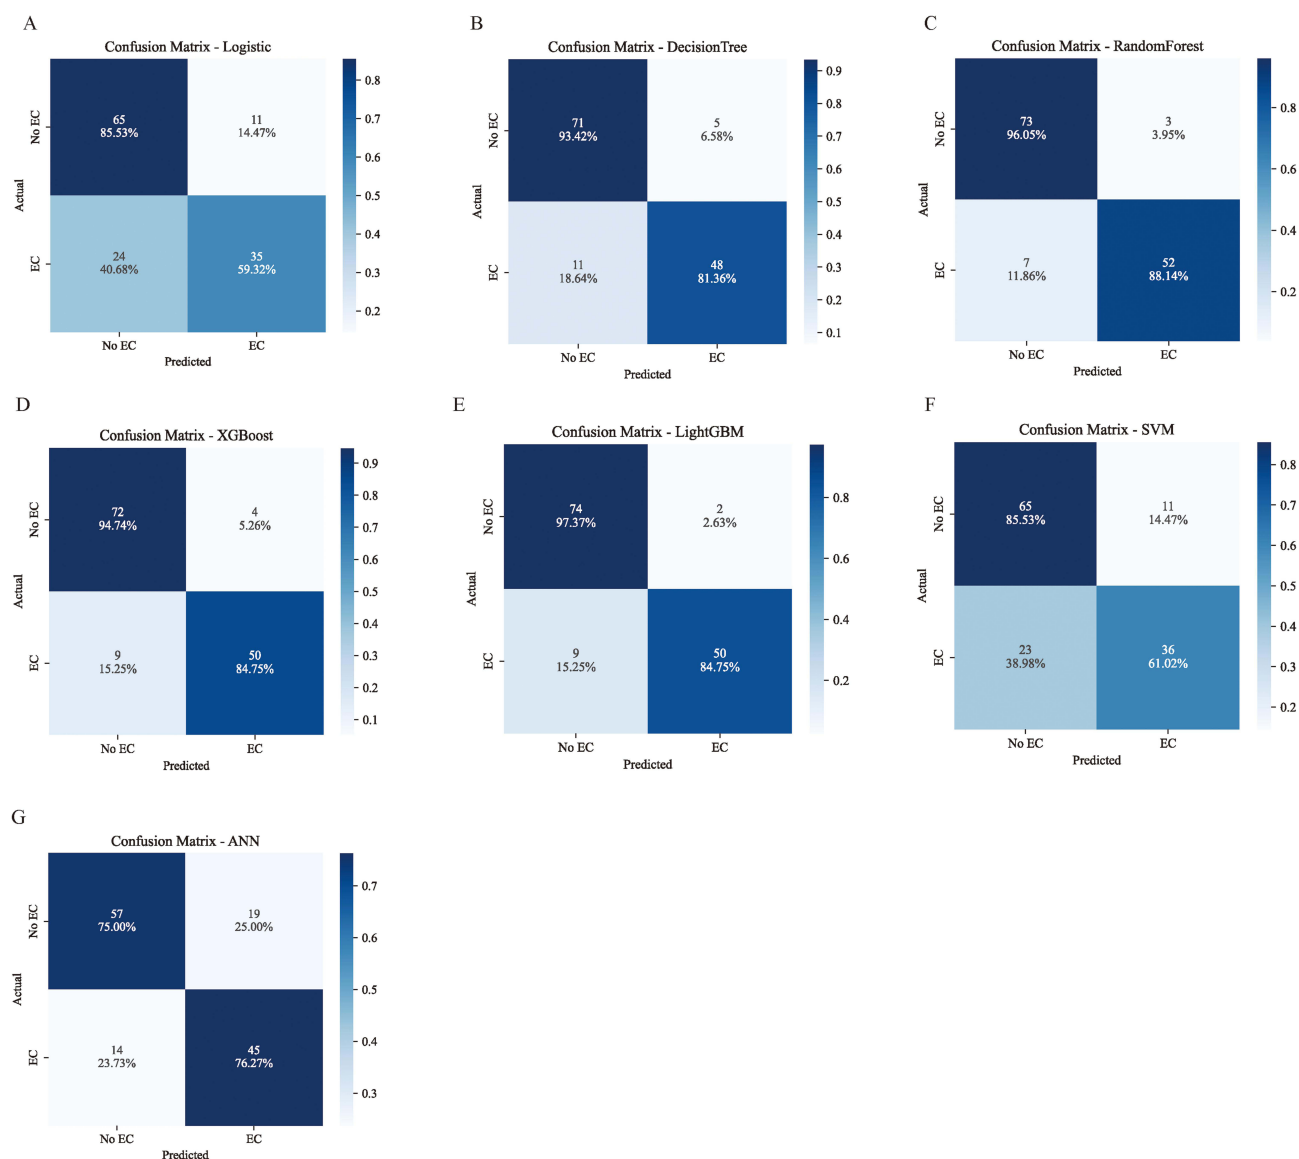 A
Confusion Matrix - Logistic
65
85.53%
11
14.47%
24
40.68%
35
59.32%
No EC
EC
Actual
No EC
EC
Predicted
0.8
0.7
0.6
0.5
0.4
0.3
0.2
B
Confusion Matrix - DecisionTree
71
93.42%
5
6.58%
11
18.64%
48
81.36%
No EC
EC
Actual
No EC
EC
Predicted
0.9
0.8
0.7
0.6
0.5
0.4
0.3
0.2
0.1
C
Confusion Matrix - RandomForest
73
96.05%
3
3.95%
7
11.86%
52
88.14%
No EC
EC
Actual
No EC
EC
Predicted
0.8
0.6
0.4
0.2
D
Confusion Matrix - XGBoost
72
94.74%
4
5.26%
9
15.25%
50
84.75%
No EC
EC
Actual
No EC
EC
Predicted
0.9
0.8
0.7
0.6
0.5
0.4
0.3
0.2
0.1
E
Confusion Matrix - LightGBM
74
97.37%
2
2.63%
9
15.25%
50
84.75%
No EC
EC
Actual
No EC
EC
Predicted
0.8
0.6
0.4
0.2
F
Confusion Matrix - SVM
65
85.53%
11
14.47%
23
38.98%
36
61.02%
No EC
EC
Actual
No EC
EC
Predicted
0.8
0.7
0.6
0.5
0.4
0.3
0.2
G
Confusion Matrix - ANN
57
75.00%
19
25.00%
14
23.73%
45
76.27%
No EC
EC
Actual
No EC
EC
Predicted
0.7
0.6
0.5
0.4
0.3